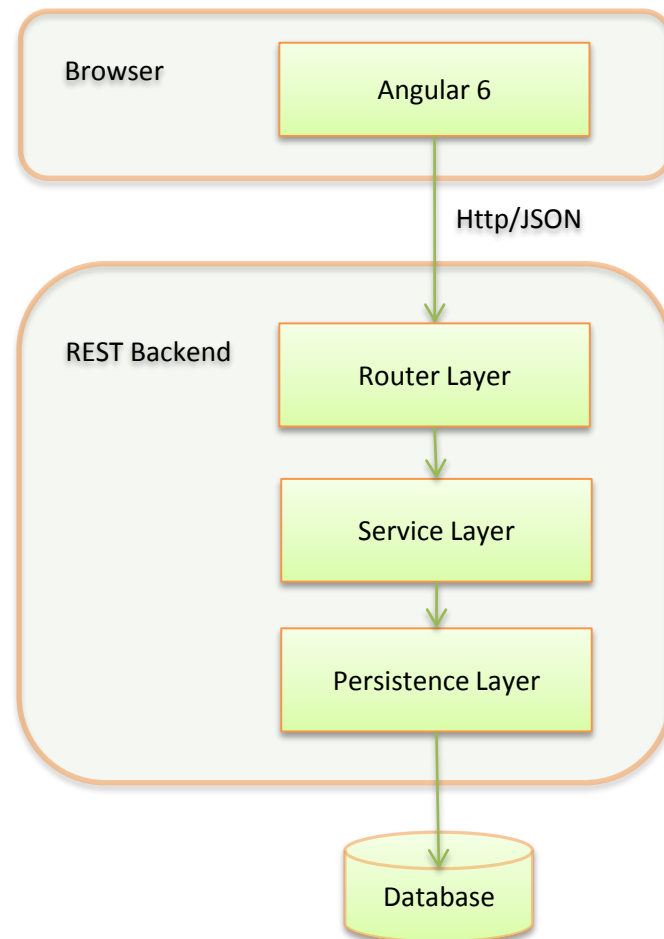 Browser
Angular 6
Http/JSON
REST Backend
Router Layer
Service Layer
Persistence Layer
Database